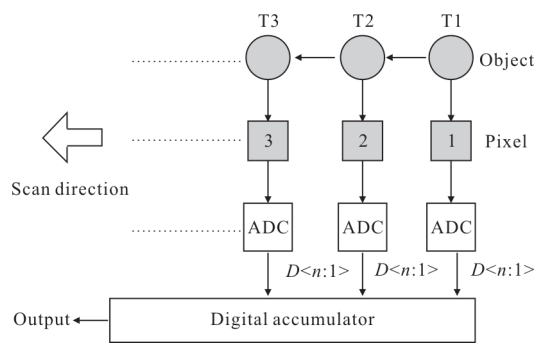 T3 T2 T1
Object
3 2 1 Pixel
Scan direction
ADC ADC ADC
D<n:1> D<n:1> D<n:1>
Output Digital accumulator